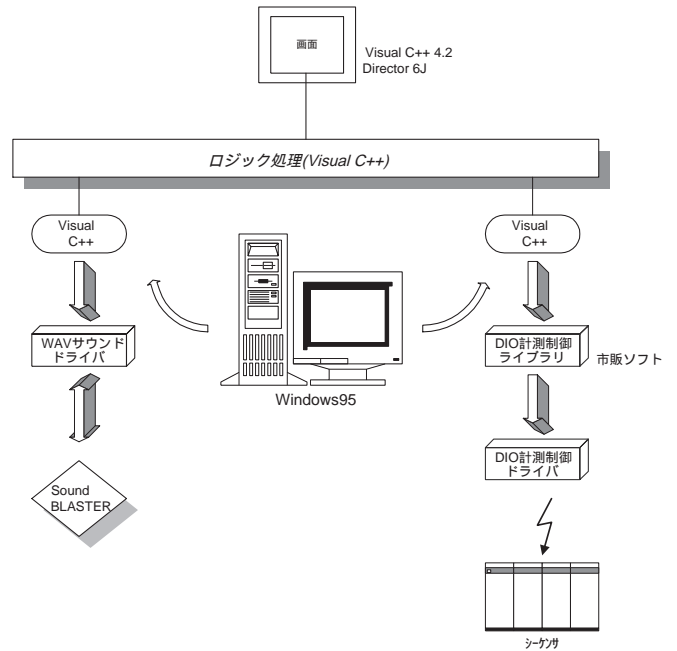 画面
Visual C++ 4.2
Director 6J
ロジック処理(Visual C++)
Visual
C++
Visual
C++
WAVサウンド
ドライバ
DIO計測制御
ライブラリ
市販ソフト
Windows95
DIO計測制御
ドライバ
Sound
BLASTER
ｼｰｹﾝｻ